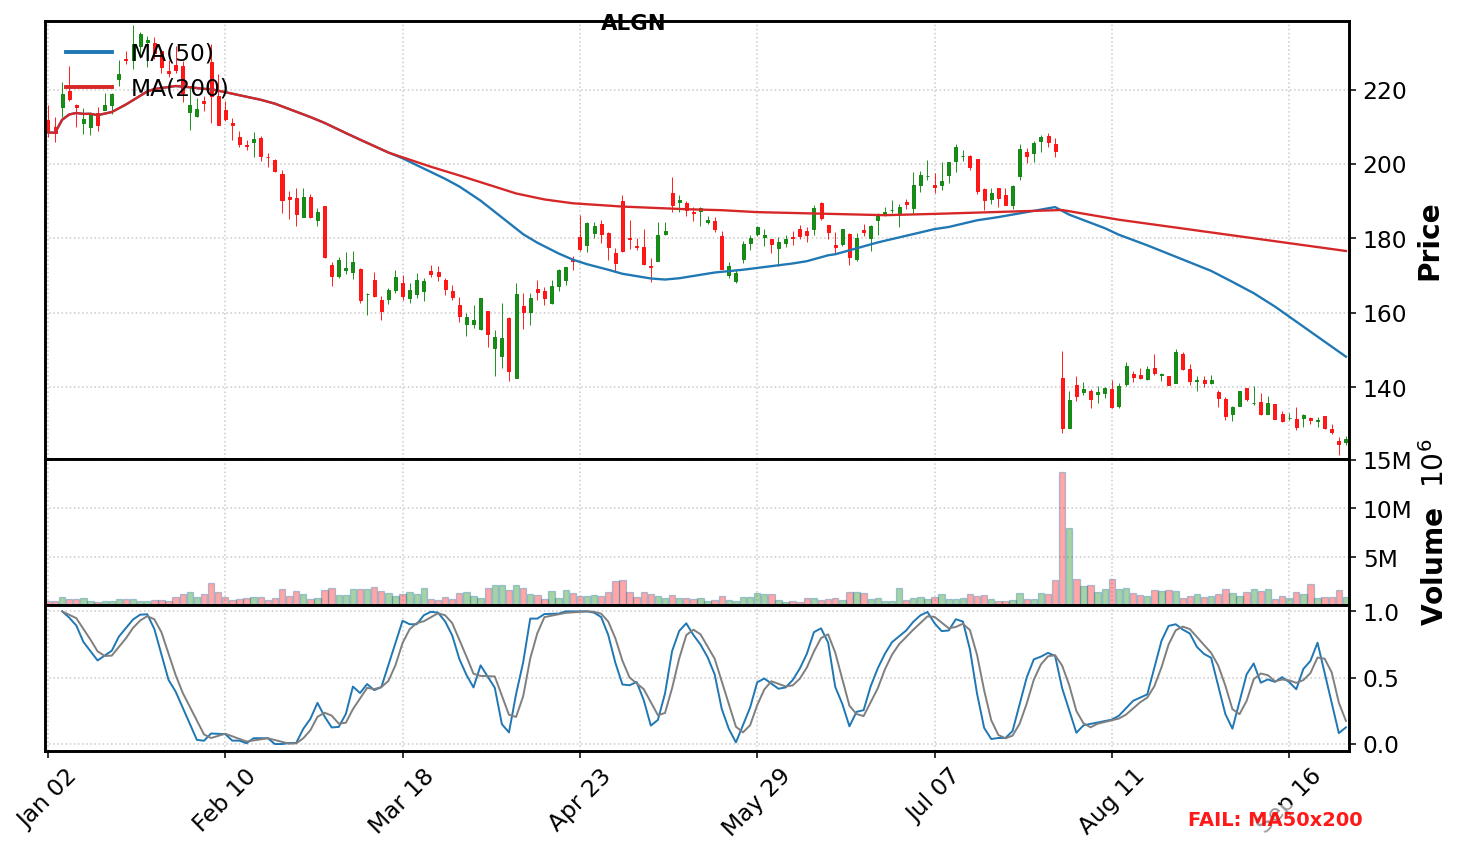 ALGN
MA(50)
MA(200)
220
200
180
160
140
Price
15M
10M
5M
Volume 10^6
1.0
0.5
0.0
Jan 02
Feb 10
Mar 18
Apr 23
May 29
Jul 07
Aug 11
Sep 16
FAIL: MA50x200